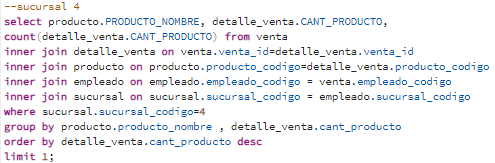 --sucursal 4
select producto.PRODUCTO_NOMBRE, detalle_venta.CANT_PRODUCTO,
count(detalle_venta.CANT_PRODUCTO) from venta
inner join detalle_venta on venta.venta_id=detalle_venta.venta_id
inner join producto on producto.producto_codigo=detalle_venta.producto_codigo
inner join empleado on empleado.empleado_codigo = venta.empleado_codigo
inner join sucursal on sucursal.sucursal_codigo = empleado.sucursal_codigo
where sucursal.sucursal_codigo=4
group by producto.producto_nombre , detalle_venta.cant_producto
order by detalle_venta.cant_producto desc
limit 1;